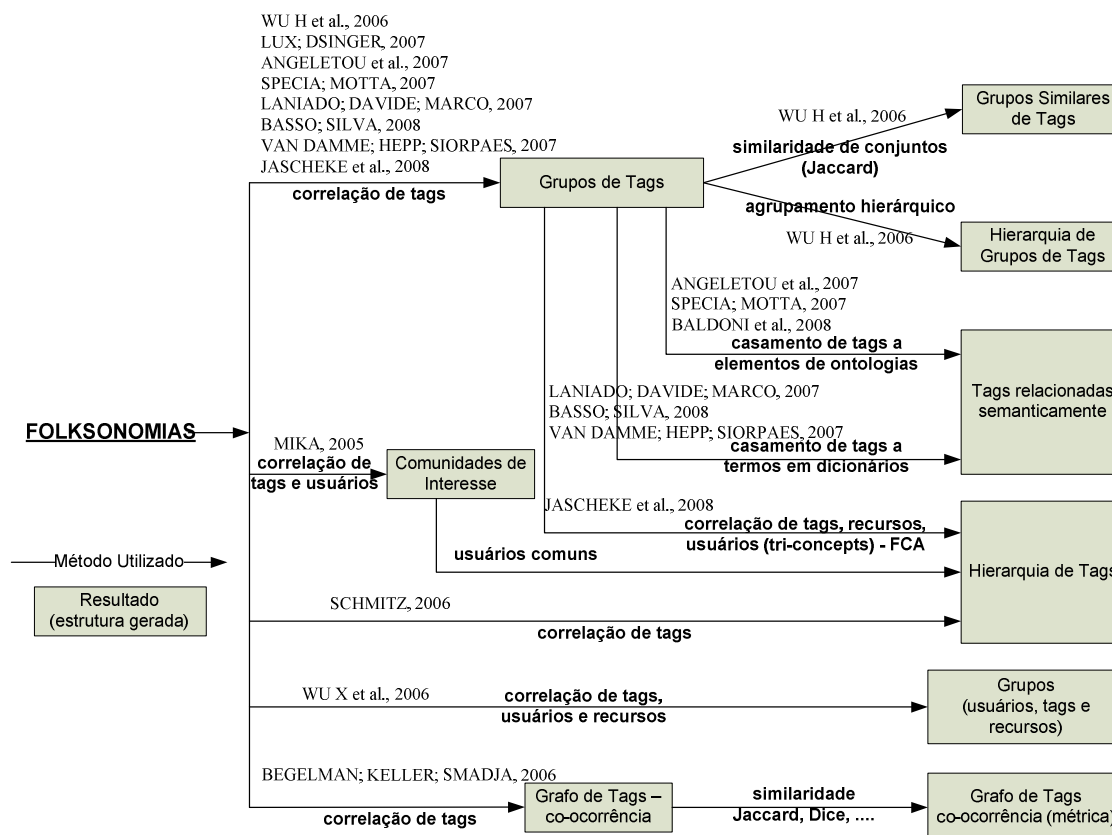 WU H et al., 2006
LUX; DSINGER, 2007
ANGELETOU et al., 2007
SPECIA; MOTTA, 2007
LANIADO; DAVIDE; MARCO, 2007
BASSO; SILVA, 2008
VAN DAMME; HEPP; SIORPAES, 2007
JASCHEKE et al., 2008
correlação de tags
Grupos de Tags
WU H et al., 2006
similaridade de conjuntos
(Jaccard)
Grupos Similares
de Tags
agrupamento hierárquico
WU H et al., 2006
Hierarquia de
Grupos de Tags
ANGELETOU et al., 2007
SPECIA; MOTTA, 2007
BALDONI et al., 2008
casamento de tags a
elementos de ontologias
LANIADO; DAVIDE; MARCO, 2007
BASSO; SILVA, 2008
VAN DAMME; HEPP; SIORPAES, 2007
casamento de tags a
termos em dicionários
Tags relacionadas
semanticamente
FOLKSONOMIAS
MIKA, 2005
correlação de
tags e usuários
Comunidades de
Interesse
JASCHEKE et al., 2008
correlação de tags, recursos,
usuários (tri-concepts) - FCA
usuários comuns
Hierarquia de Tags
Método Utilizado
Resultado
(estrutura gerada)
SCHMITZ, 2006
correlação de tags
WU X et al., 2006
correlação de tags,
usuários e recursos
Grupos
(usuários, tags e
recursos)
BEGELMAN; KELLER; SMADJA, 2006
correlação de tags
Grafo de Tags –
co-ocorrência
similaridade
Jaccard, Dice, ....
Grafo de Tags
co-ocorrência (métrica)